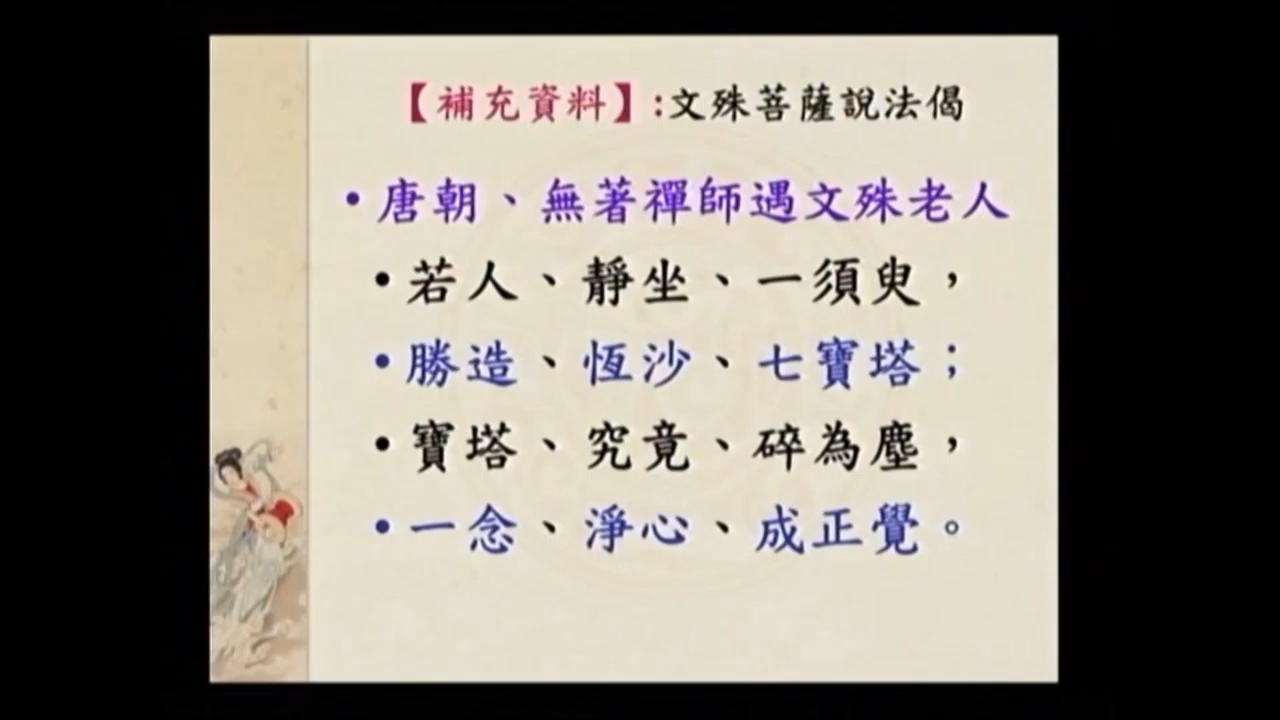 【補充資料】:文殊菩薩說法偈
•唐朝、無著禪師遇文殊老人
•若人、靜坐、一須臾，
•勝造、恆沙、七寶塔；
•寶塔、究竟、碎為塵，
•一念、淨心、成正覺。